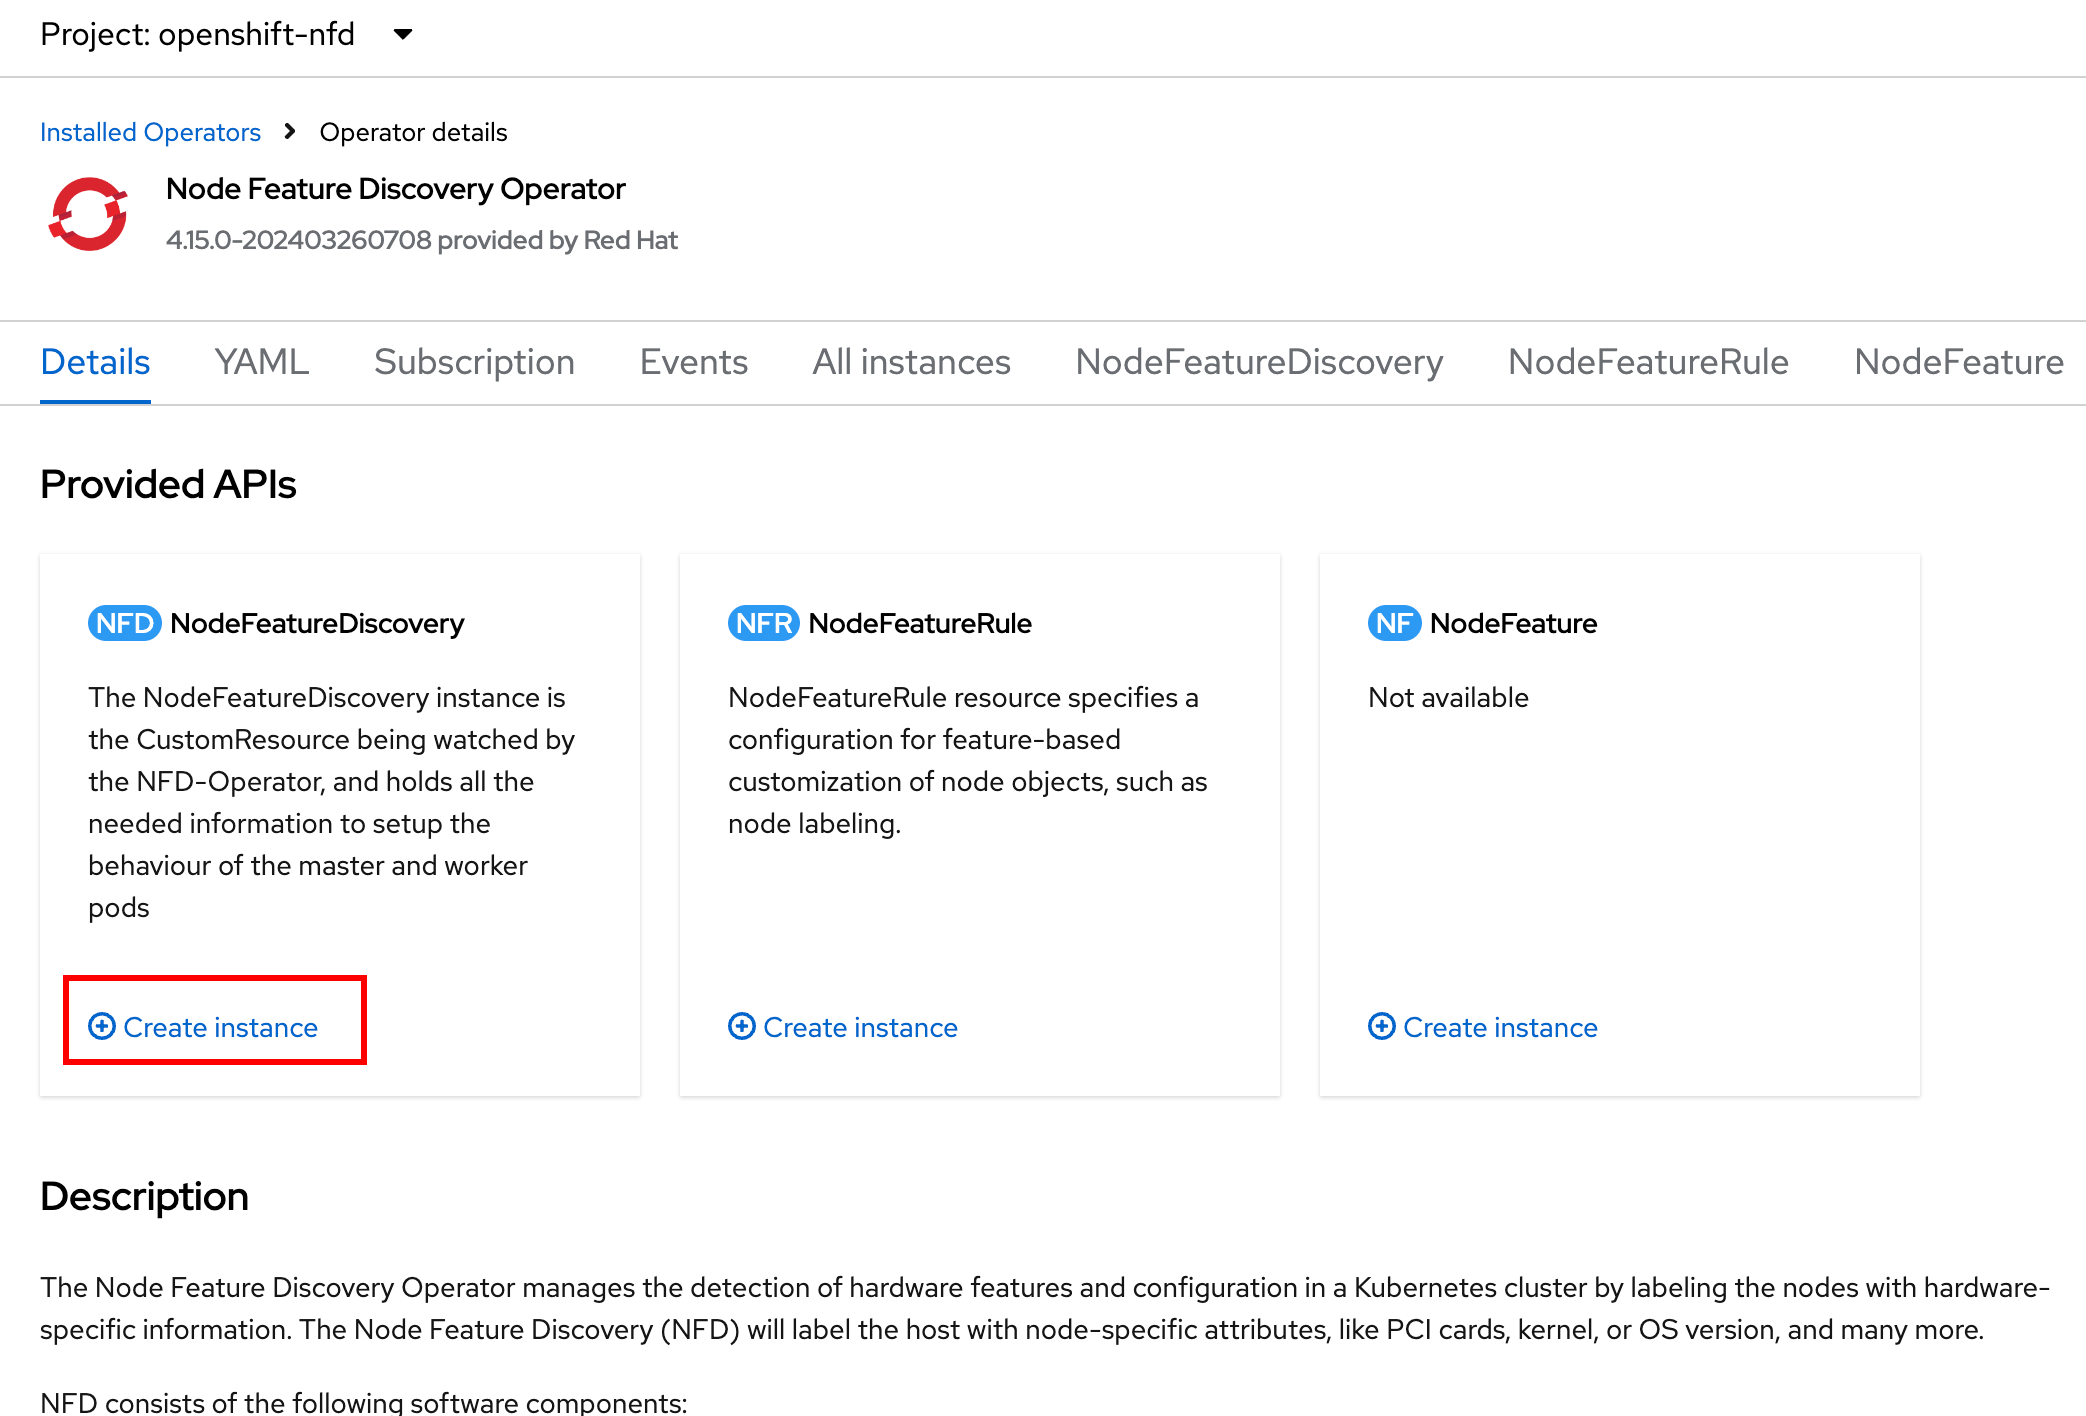 Project: openshift-nfd
Installed Operators Operator details
Node Feature Discovery Operator
4.15.0-202403260708 provided by Red Hat
Details YAML Subscription Events All instances NodeFeatureDiscovery NodeFeatureRule NodeFeature
Provided APIs
NFD NodeFeatureDiscovery
The NodeFeatureDiscovery instance is
the CustomResource being watched by
the NFD-Operator, and holds all the
needed information to setup the
behaviour of the master and worker
pods
Create instance
NFR NodeFeatureRule
NodeFeatureRule resource specifies a
configuration for feature-based
customization of node objects, such as
node labeling.
Create instance
NF NodeFeature
Not available
Create instance
Description
The Node Feature Discovery Operator manages the detection of hardware features and configuration in a Kubernetes cluster by labeling the nodes with hardware-
specific information. The Node Feature Discovery (NFD) will label the host with node-specific attributes, like PCI cards, kernel, or OS version, and many more.
NFD consists of the following software components: